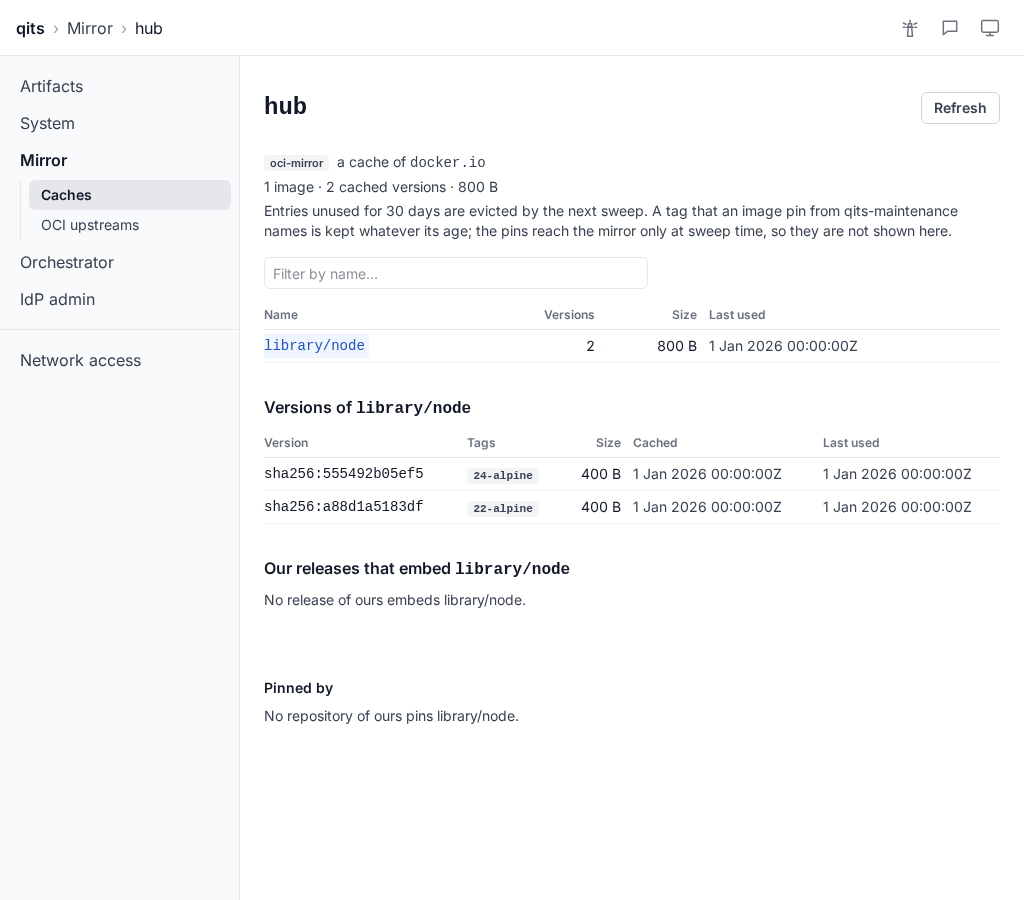 qits › Mirror › hub
Artifacts
System
Mirror
Caches
OCI upstreams
Orchestrator
IdP admin
Network access
hub
Refresh
oci-mirror a cache of docker.io
1 image · 2 cached versions · 800 B
Entries unused for 30 days are evicted by the next sweep. A tag that an image pin from qits-maintenance
names is kept whatever its age; the pins reach the mirror only at sweep time, so they are not shown here.
Filter by name...
Name Versions Size Last used
library/node 2 800 B 1 Jan 2026 00:00:00Z
Versions of library/node
Version Tags Size Cached Last used
sha256:555492b05ef5 24-alpine 400 B 1 Jan 2026 00:00:00Z 1 Jan 2026 00:00:00Z
sha256:a88d1a5183df 22-alpine 400 B 1 Jan 2026 00:00:00Z 1 Jan 2026 00:00:00Z
Our releases that embed library/node
No release of ours embeds library/node.
Pinned by
No repository of ours pins library/node.